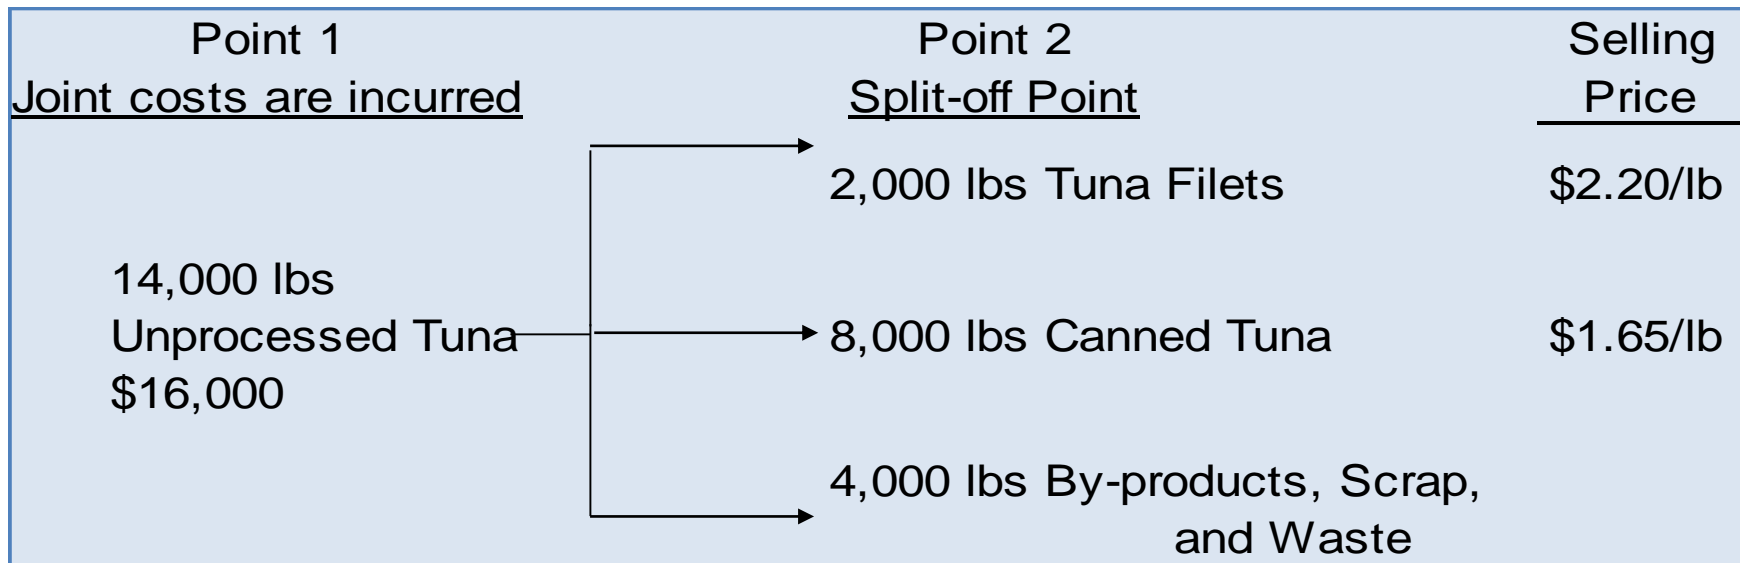 Point 1 Point 2 Selling
Joint costs are incurred Split-off Point Price
2,000 lbs Tuna Filets $2.20/lb
14,000 lbs
Unprocessed Tuna 8,000 lbs Canned Tuna $1.65/lb
$16,000
4,000 lbs By-products, Scrap,
and Waste